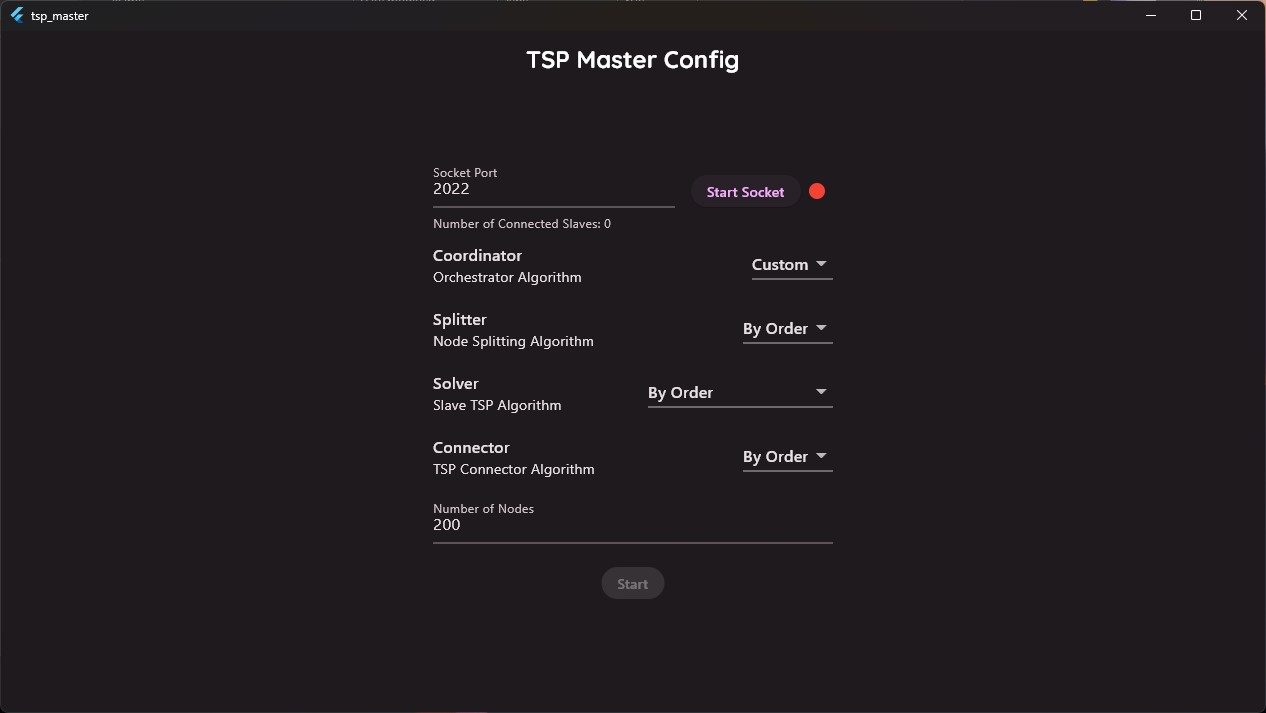 tsp_master
TSP Master Config
Socket Port
2022
Start Socket
Number of Connected Slaves: 0
Coordinator
Orchestrator Algorithm
Custom
Splitter
Node Splitting Algorithm
By Order
Solver
Slave TSP Algorithm
By Order
Connector
TSP Connector Algorithm
By Order
Number of Nodes
200
Start